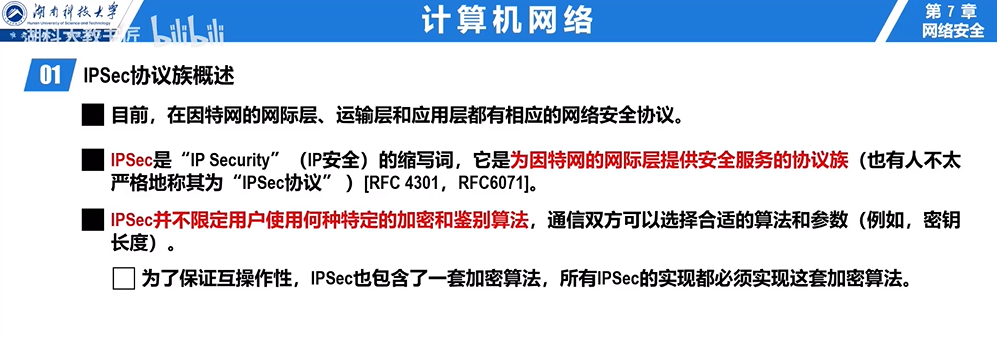 湖南科技大学
Hunan University of Science and Technology
湖科大教书匠 bilibili
计算机网络
第 7 章
网络安全
01 IPSec协议族概述
目前，在因特网的网际层、运输层和应用层都有相应的网络安全协议。
IPSec是“IP Security”（IP安全）的缩写词，它是为因特网的网际层提供安全服务的协议族（也有人不太
严格地称其为“IPSec协议” ）[RFC 4301，RFC6071]。
IPSec并不限定用户使用何种特定的加密和鉴别算法，通信双方可以选择合适的算法和参数（例如，密钥
长度）。
为了保证互操作性，IPSec也包含了一套加密算法，所有IPSec的实现都必须实现这套加密算法。